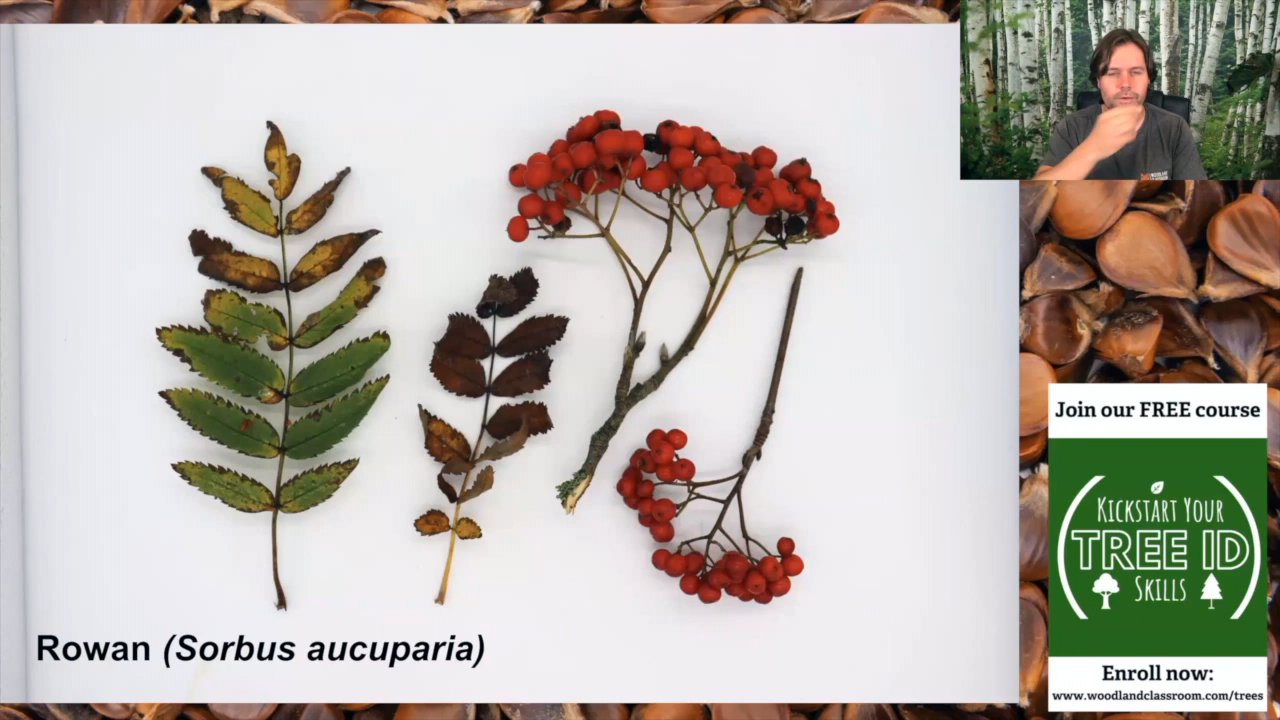 Rowan (Sorbus aucuparia)
Join our FREE course
KICKSTART YOUR
TREE ID
SKILLS
Enroll now:
www.woodlandclassroom.com/trees